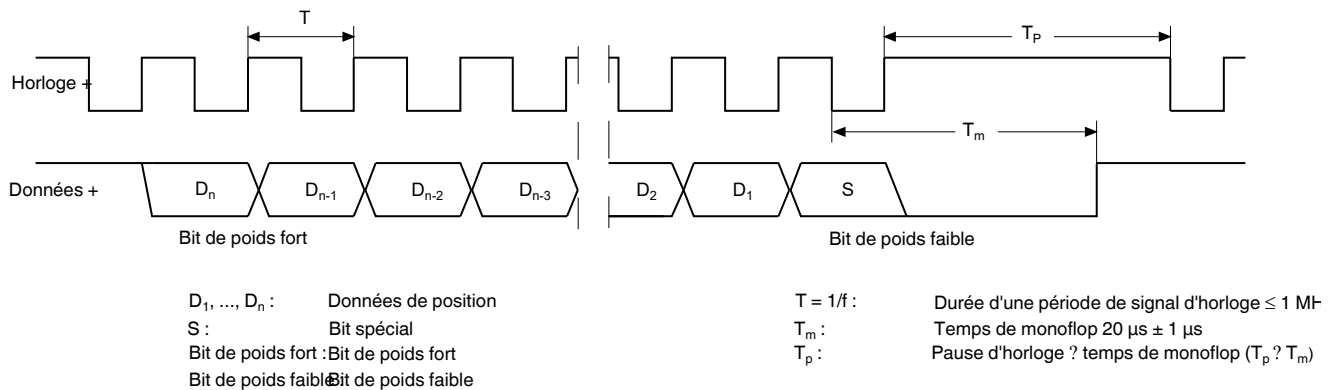 T
T_P
Horloge +
T_m
Données +
D_n
D_n-1
D_n-2
D_n-3
D_2
D_1
S
Bit de poids fort
Bit de poids faible
D_1, ..., D_n : Données de position
S : Bit spécial
Bit de poids fort : Bit de poids fort
Bit de poids faible Bit de poids faible
T = 1/f : Durée d'une période de signal d'horloge ≤ 1 MH
T_m : Temps de monoflop 20 µs ± 1 µs
T_p : Pause d'horloge ? temps de monoflop (T_p ? T_m)